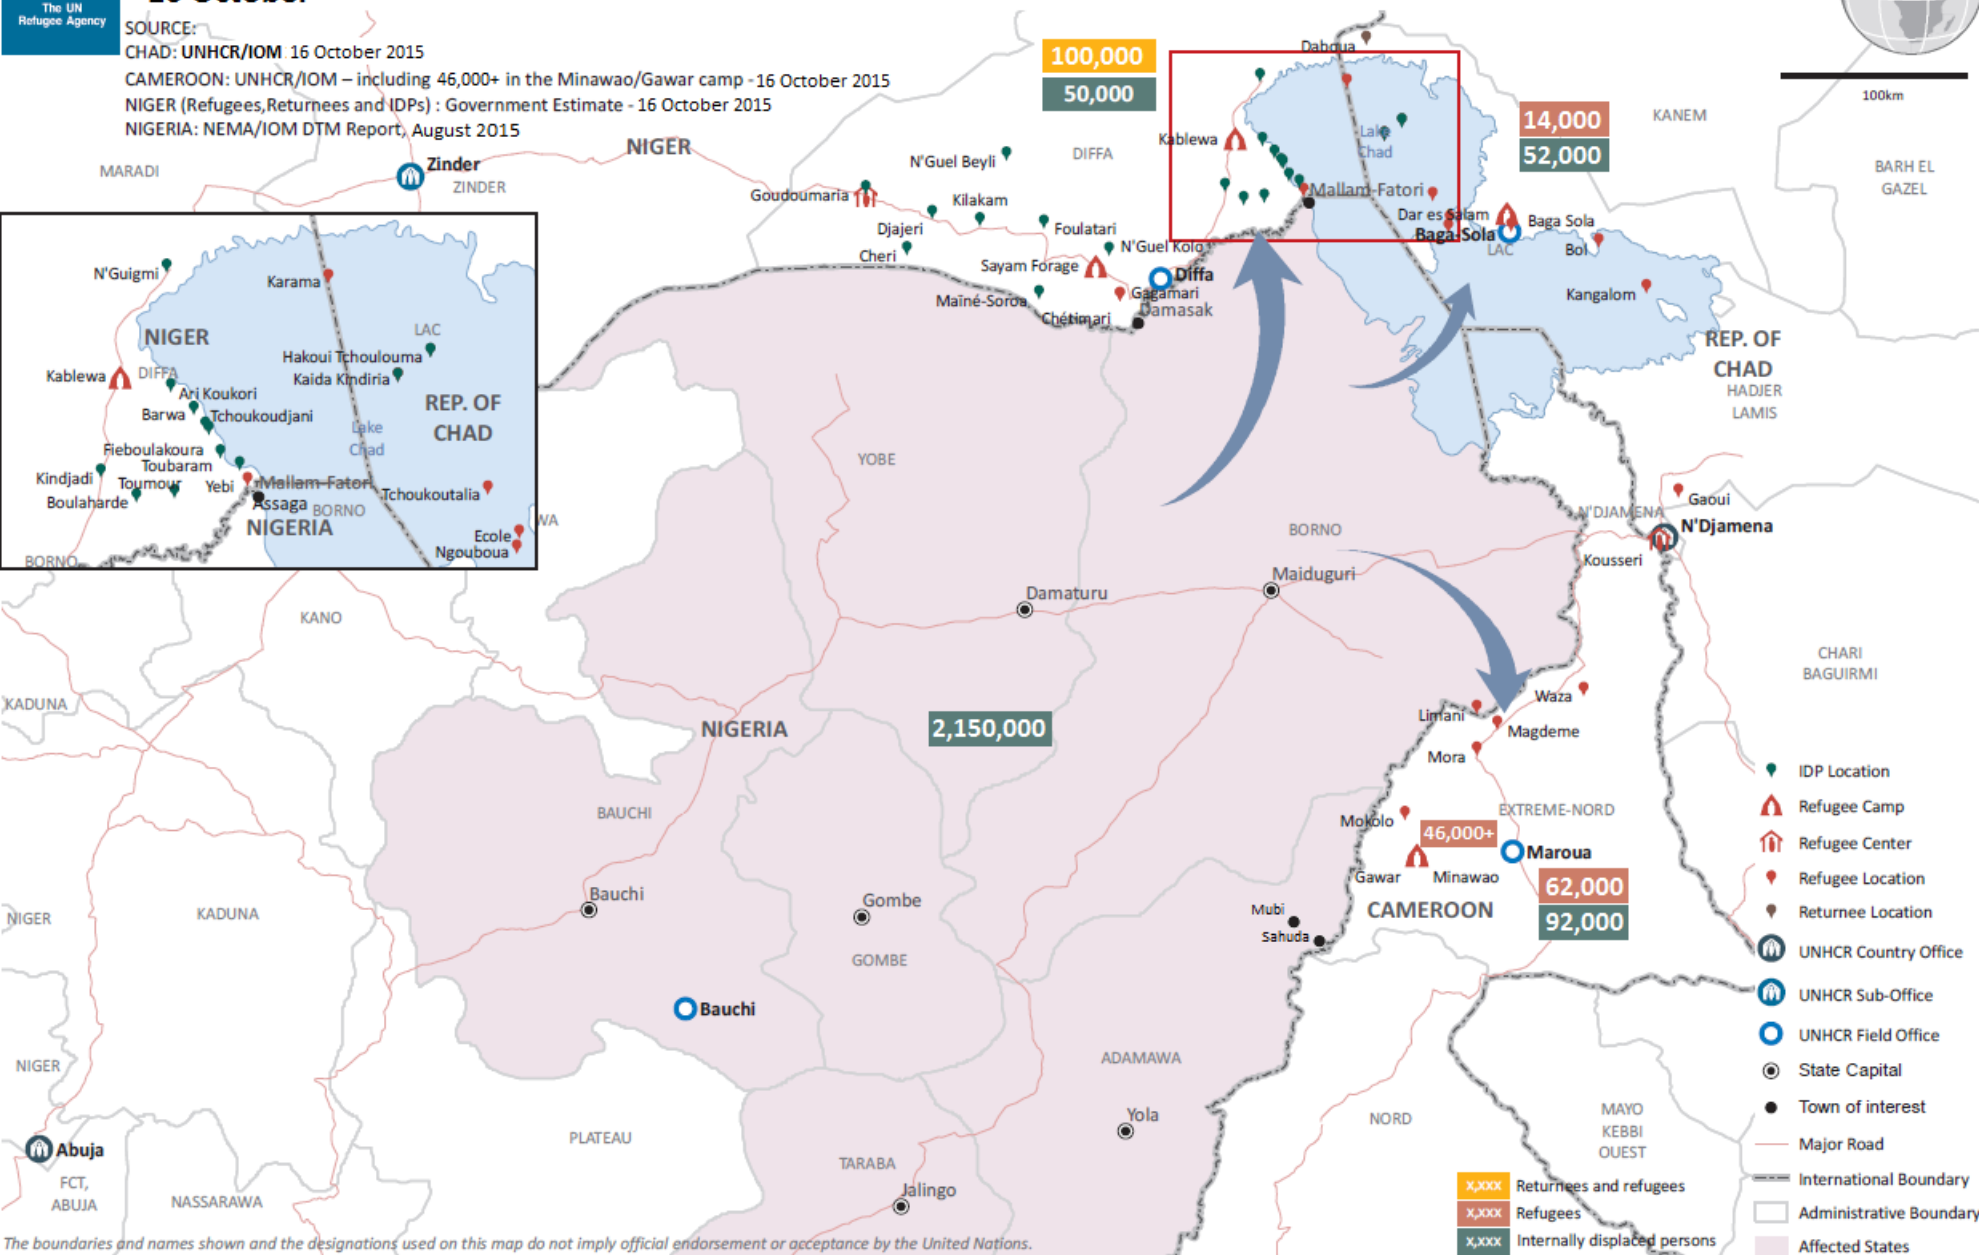 The UN
Refugee Agency
SOURCE:
CHAD: UNHCR/IOM 16 October 2015
CAMEROON: UNHCR/IOM – including 46,000+ in the Minawao/Gawar camp - 16 October 2015
NIGER (Refugees,Returnees and IDPs) : Government Estimate - 16 October 2015
NIGERIA: NEMA/IOM DTM Report, August 2015
100,000
50,000
Daboua
100km
14,000
52,000
KANEM
BARH EL
GAZEL
MARADI
Zinder
ZINDER
NIGER
N'Guel Beyli
DIFFA
Kablewa
Lake
Chad
Goudoumaria
Kilakam
Djajeri
Cheri
Foulatari
N'Guel Kolo
Mallam-Fatori
Dar es Salam
Baga-Sola
Baga Sola
LAC
Bol
Sayam Forage
Diffa
Gagamari
Damasak
Maïné-Soroa
Chétimari
Kangalom
REP. OF
CHAD
HADJER
LAMIS
N'Guigmi
Karama
NIGER
LAC
Hakoui Tchoulouma
Kaida Kindiria
Kablewa
DIFFA
Ari Koukori
Barwa
Tchoukoudjani
REP. OF
CHAD
Lake
Chad
Fieboulakoura
Toubaram
Kindjadi
Toumour
Yebi
Mallam-Fatori
Boulaharde
Assaga
BORNO
Tchoukoutalia
NIGERIA
Ecole
Ngouboua
BORNO
WA
YOBE
BORNO
Gaoui
N'DJAMENA
N'Djamena
Kousseri
Maiduguri
Damaturu
KANO
CHARI
BAGUIRMI
KADUNA
NIGERIA
2,150,000
Waza
Limani
Magdeme
Mora
BAUCHI
Mokolo
46,000+
EXTREME-NORD
Maroua
Gawar
Minawao
62,000
92,000
CAMEROON
Bauchi
Gombe
Mubi
Sahuda
NIGER
KADUNA
GOMBE
Bauchi
NIGER
ADAMAWA
Yola
NORD
MAYO
KEBBI
OUEST
PLATEAU
Abuja
FCT,
ABUJA
NASSARAWA
TARABA
Jalingo
IDP Location
Refugee Camp
Refugee Center
Refugee Location
Returnee Location
UNHCR Country Office
UNHCR Sub-Office
UNHCR Field Office
State Capital
Town of interest
Major Road
International Boundary
Administrative Boundary
Affected States
x,xxx Returnees and refugees
x,xxx Refugees
x,xxx Internally displaced persons
The boundaries and names shown and the designations used on this map do not imply official endorsement or acceptance by the United Nations.